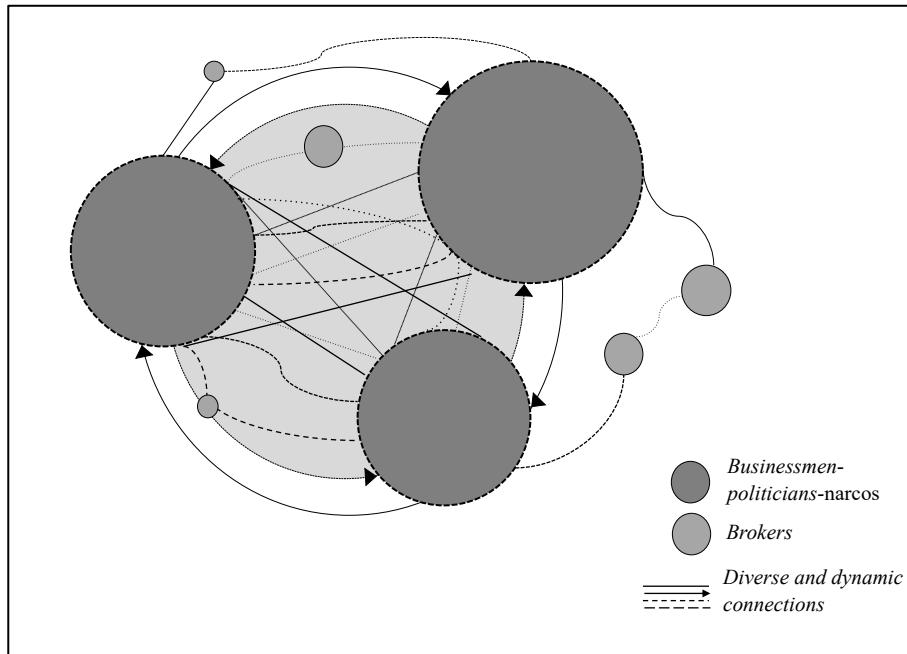 Businessmen-
politicians-narcos
Brokers
Diverse and dynamic
connections